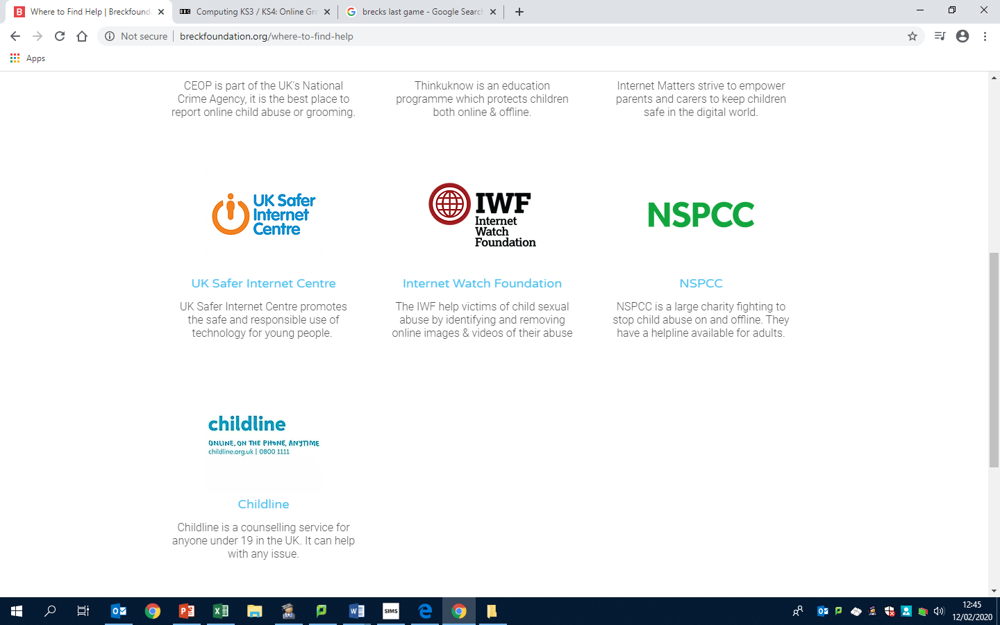 Where to Find Help | Breckfound
Computing KS3 / KS4: Online Gro
brecks last game - Google Search
Not secure
breckfoundation.org/where-to-find-help
Apps
CEOP is part of the UK's National
Crime Agency, it is the best place to
report online child abuse or grooming.
Thinkuknow is an education
programme which protects children
both online & offline.
Internet Matters strive to empower
parents and carers to keep children
safe in the digital world.
UK Safer
Internet
Centre
IWF
Internet
Watch
Foundation
NSPCC
UK Safer Internet Centre
UK Safer Internet Centre promotes
the safe and responsible use of
technology for young people.
Internet Watch Foundation
The IWF help victims of child sexual
abuse by identifying and removing
online images & videos of their abuse
NSPCC
NSPCC is a large charity fighting to
stop child abuse on and offline. They
have a helpline available for adults.
childline
ONLINE, ON THE PHONE, ANYTIME
childline.org.uk | 0800 1111
Childline
Childline is a counselling service for
anyone under 19 in the UK. It can help
with any issue.
SIMS
12:45
12/02/2020